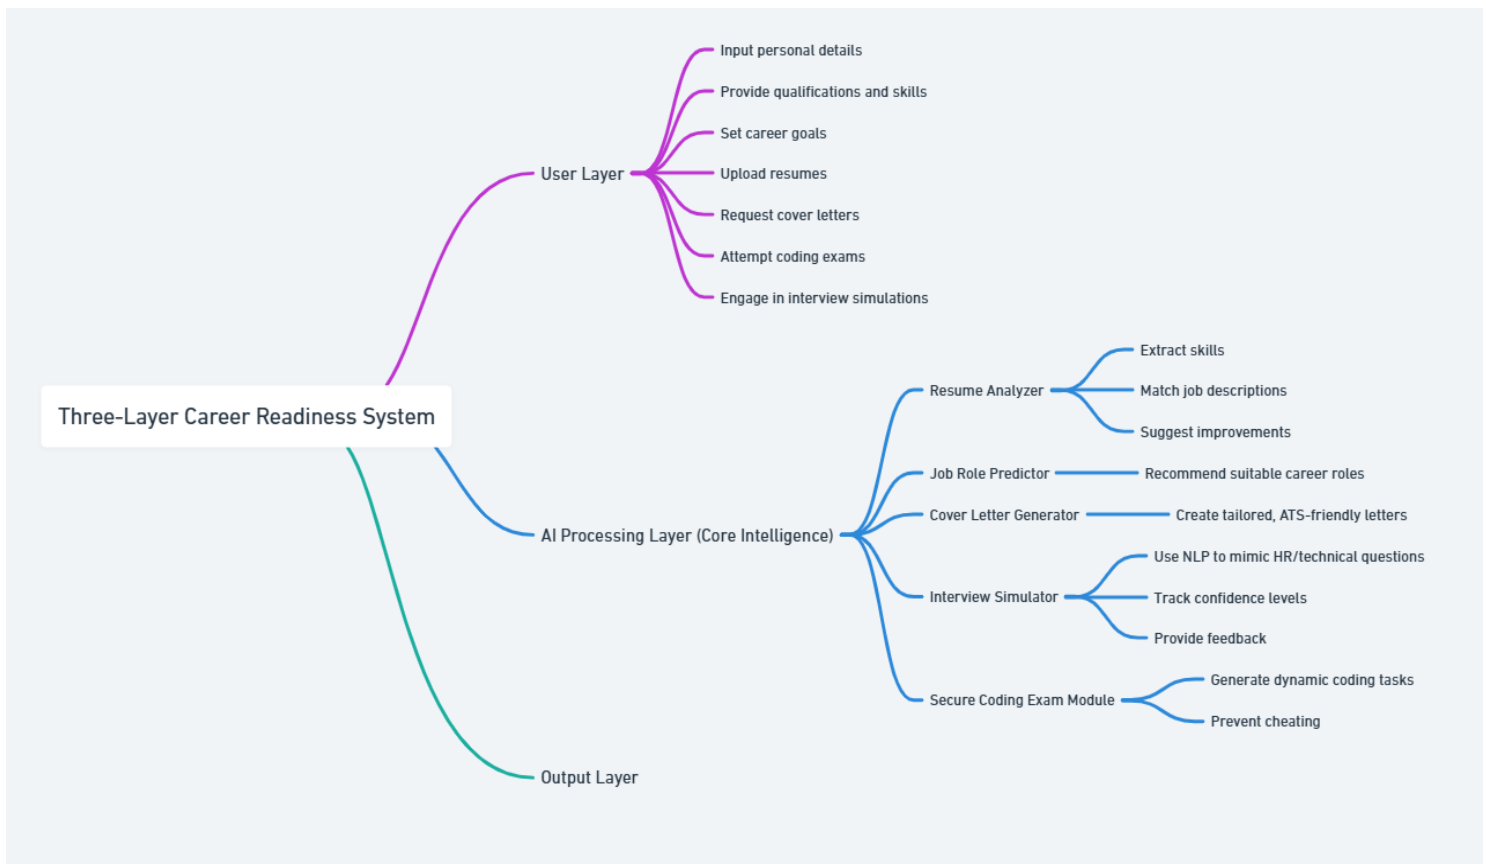 Three-Layer Career Readiness System
User Layer
Input personal details
Provide qualifications and skills
Set career goals
Upload resumes
Request cover letters
Attempt coding exams
Engage in interview simulations
AI Processing Layer (Core Intelligence)
Resume Analyzer
Extract skills
Match job descriptions
Suggest improvements
Job Role Predictor
Recommend suitable career roles
Cover Letter Generator
Create tailored, ATS-friendly letters
Interview Simulator
Use NLP to mimic HR/technical questions
Track confidence levels
Provide feedback
Secure Coding Exam Module
Generate dynamic coding tasks
Prevent cheating
Output Layer